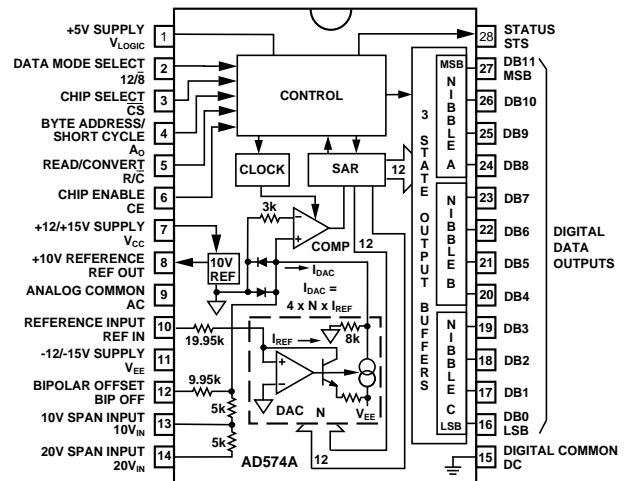 +5V SUPPLY
VLOGIC
1
DATA MODE SELECT
12/8̅
2
CHIP SELECT
C̅S̅
3
BYTE ADDRESS/
SHORT CYCLE
AO
4
READ/CONVERT
R/C̅
5
CHIP ENABLE
CE
6
+12/+15V SUPPLY
VCC
7
+10V REFERENCE
REF OUT
8
ANALOG COMMON
AC
9
REFERENCE INPUT
REF IN
10
-12/-15V SUPPLY
VEE
11
BIPOLAR OFFSET
BIP OFF
12
10V SPAN INPUT
10VIN
13
20V SPAN INPUT
20VIN
14
CONTROL
CLOCK
SAR
12
3k
COMP
12
10V
REF
IDAC
IDAC =
4 x N x IREF
19.95k
IREF
8k
9.95k
5k
5k
DAC
N
VEE
12
AD574A
3 STATE OUTPUT BUFFERS
MSB
NIBBLE A
NIBBLE B
NIBBLE C
LSB
28
STATUS
STS
27
DB11
MSB
26
DB10
25
DB9
24
DB8
23
DB7
22
DB6
21
DB5
20
DB4
19
DB3
18
DB2
17
DB1
16
DB0
LSB
15
DIGITAL COMMON
DC
DIGITAL
DATA
OUTPUTS